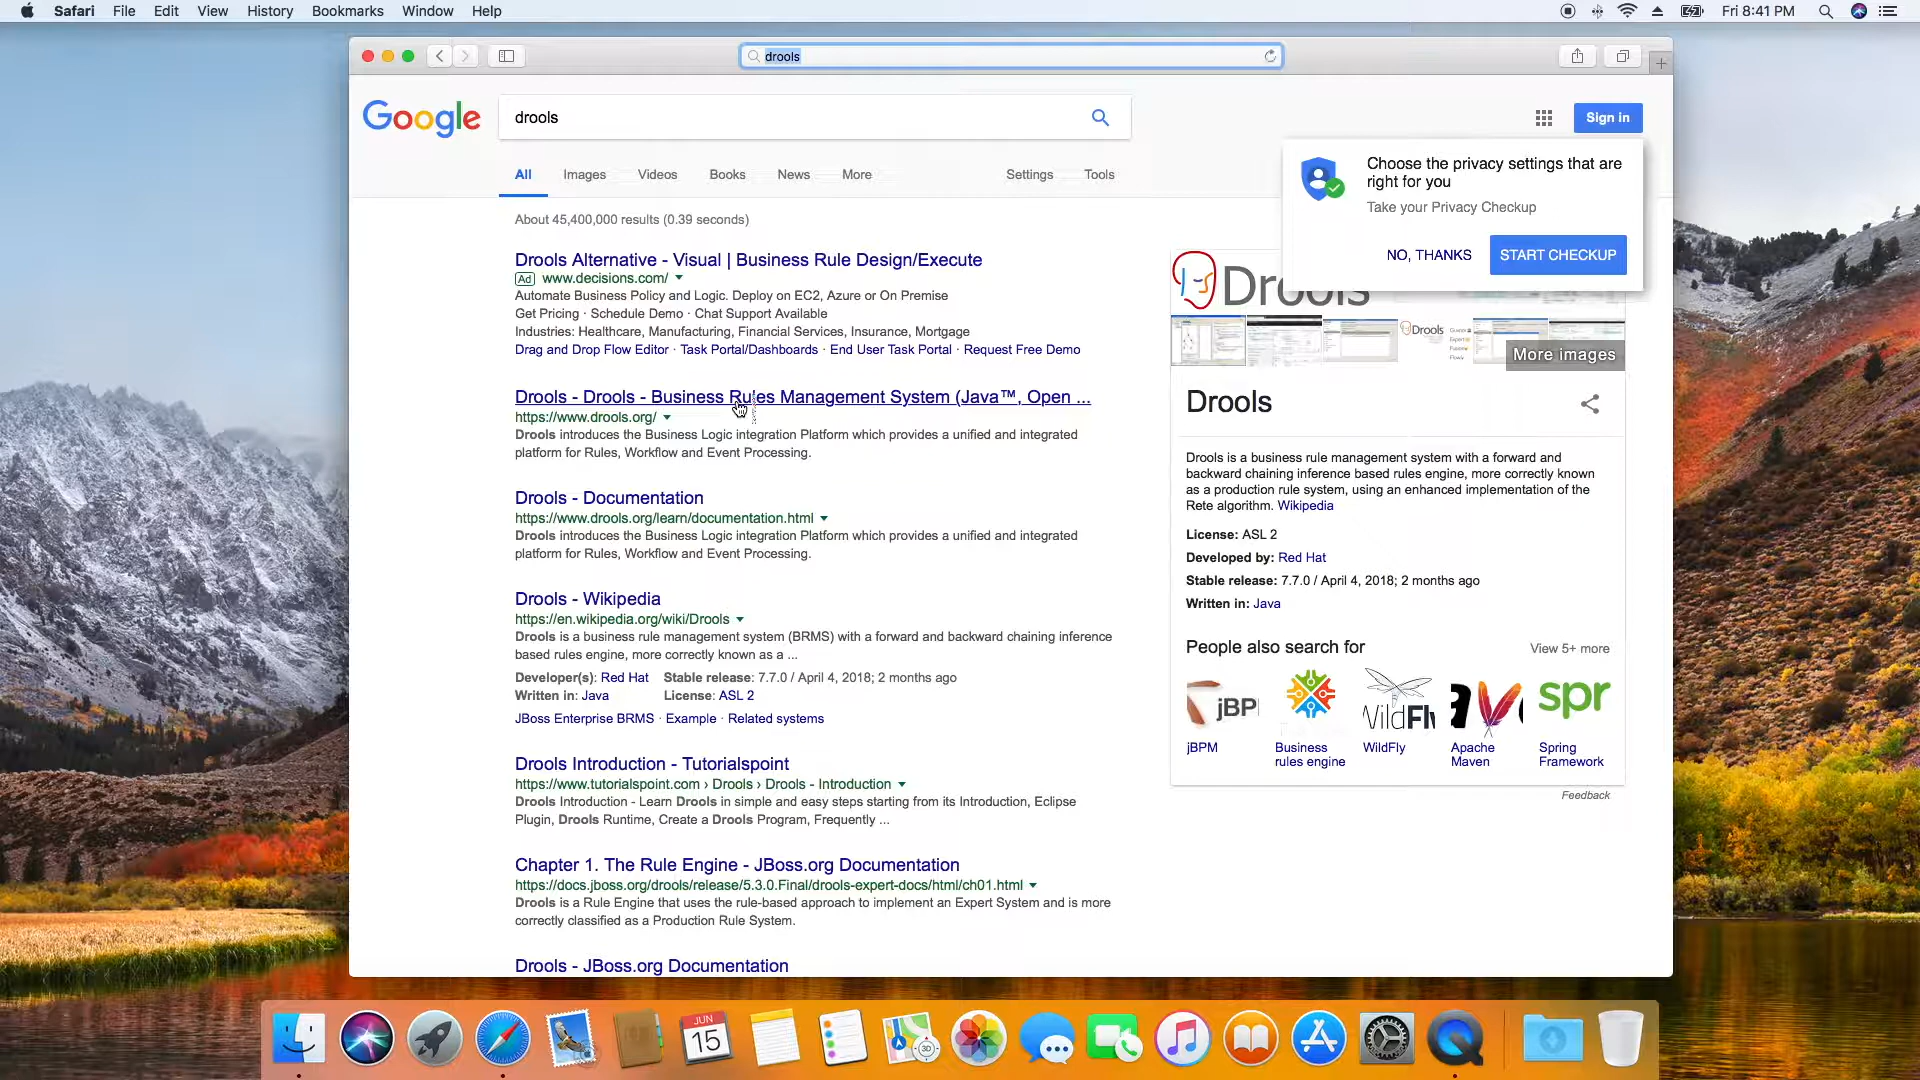 Safari File Edit View History Bookmarks Window Help
Fri 8:41 PM
drools
Google
drools
Sign in
All Images Videos Books News More Settings Tools
Choose the privacy settings that are
right for you
Take your Privacy Checkup
NO, THANKS START CHECKUP
About 45,400,000 results (0.39 seconds)
Drools Alternative - Visual | Business Rule Design/Execute
Ad www.decisions.com/
Automate Business Policy and Logic. Deploy on EC2, Azure or On Premise
Get Pricing · Schedule Demo · Chat Support Available
Industries: Healthcare, Manufacturing, Financial Services, Insurance, Mortgage
Drag and Drop Flow Editor · Task Portal/Dashboards · End User Task Portal · Request Free Demo
Drools - Drools - Business Rules Management System (Java™, Open ...
https://www.drools.org/
Drools introduces the Business Logic integration Platform which provides a unified and integrated
platform for Rules, Workflow and Event Processing.
Drools - Documentation
https://www.drools.org/learn/documentation.html
Drools introduces the Business Logic integration Platform which provides a unified and integrated
platform for Rules, Workflow and Event Processing.
Drools - Wikipedia
https://en.wikipedia.org/wiki/Drools
Drools is a business rule management system (BRMS) with a forward and backward chaining inference
based rules engine, more correctly known as a ...
Developer(s): Red Hat Stable release: 7.7.0 / April 4, 2018; 2 months ago
Written in: Java License: ASL 2
JBoss Enterprise BRMS · Example · Related systems
Drools Introduction - Tutorialspoint
https://www.tutorialspoint.com › Drools › Drools - Introduction
Drools Introduction - Learn Drools in simple and easy steps starting from its Introduction, Eclipse
Plugin, Drools Runtime, Create a Drools Program, Frequently ...
Chapter 1. The Rule Engine - JBoss.org Documentation
https://docs.jboss.org/drools/release/5.3.0.Final/drools-expert-docs/html/ch01.html
Drools is a Rule Engine that uses the rule-based approach to implement an Expert System and is more
correctly classified as a Production Rule System.
Drools - JBoss.org Documentation
Drools
Drools
More images
Drools
Drools is a business rule management system with a forward and
backward chaining inference based rules engine, more correctly known
as a production rule system, using an enhanced implementation of the
Rete algorithm. Wikipedia
License: ASL 2
Developed by: Red Hat
Stable release: 7.7.0 / April 4, 2018; 2 months ago
Written in: Java
People also search for View 5+ more
jBP
spr
jBPM
Business
rules engine
WildFly
Apache
Maven
Spring
Framework
Feedback
JUN
15
3D